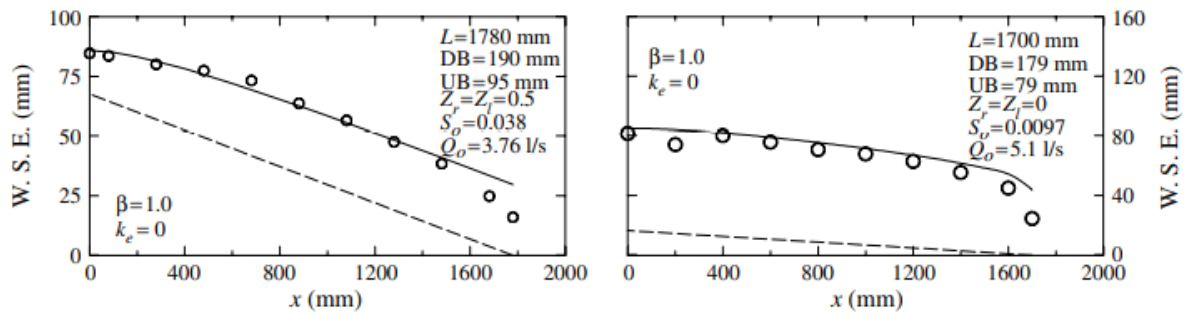 W. S. E. (mm)
100
75
50
25
0
L=1780 mm
DB=190 mm
UB=95 mm
Z_r=Z_l=0.5
S_o=0.038
Q_o=3.76 l/s
β=1.0
k_e=0
0 400 800 1200 1600 2000
x (mm)
β=1.0
k_e=0
L=1700 mm
DB=179 mm
UB=79 mm
Z_r=Z_l=0
S_o=0.0097
Q_o=5.1 l/s
160
120
80
40
0
W. S. E. (mm)
0 400 800 1200 1600 2000
x (mm)